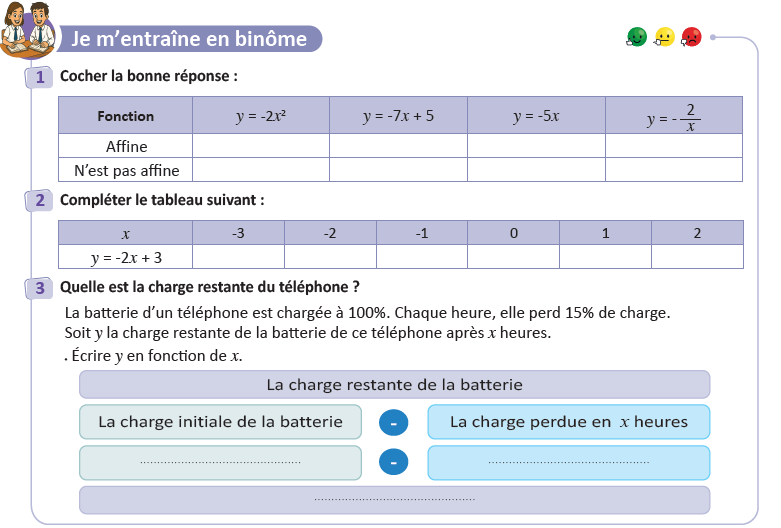 Je m’entraîne en binôme
1 Cocher la bonne réponse :
Fonction y = -2x² y = -7x + 5 y = -5x y = - 2/x
Affine
N’est pas affine
2 Compléter le tableau suivant :
x -3 -2 -1 0 1 2
y = -2x + 3
3 Quelle est la charge restante du téléphone ?
La batterie d’un téléphone est chargée à 100%. Chaque heure, elle perd 15% de charge.
Soit y la charge restante de la batterie de ce téléphone après x heures.
. Écrire y en fonction de x.
La charge restante de la batterie
La charge initiale de la batterie - La charge perdue en x heures
................................................ - ................................................
................................................